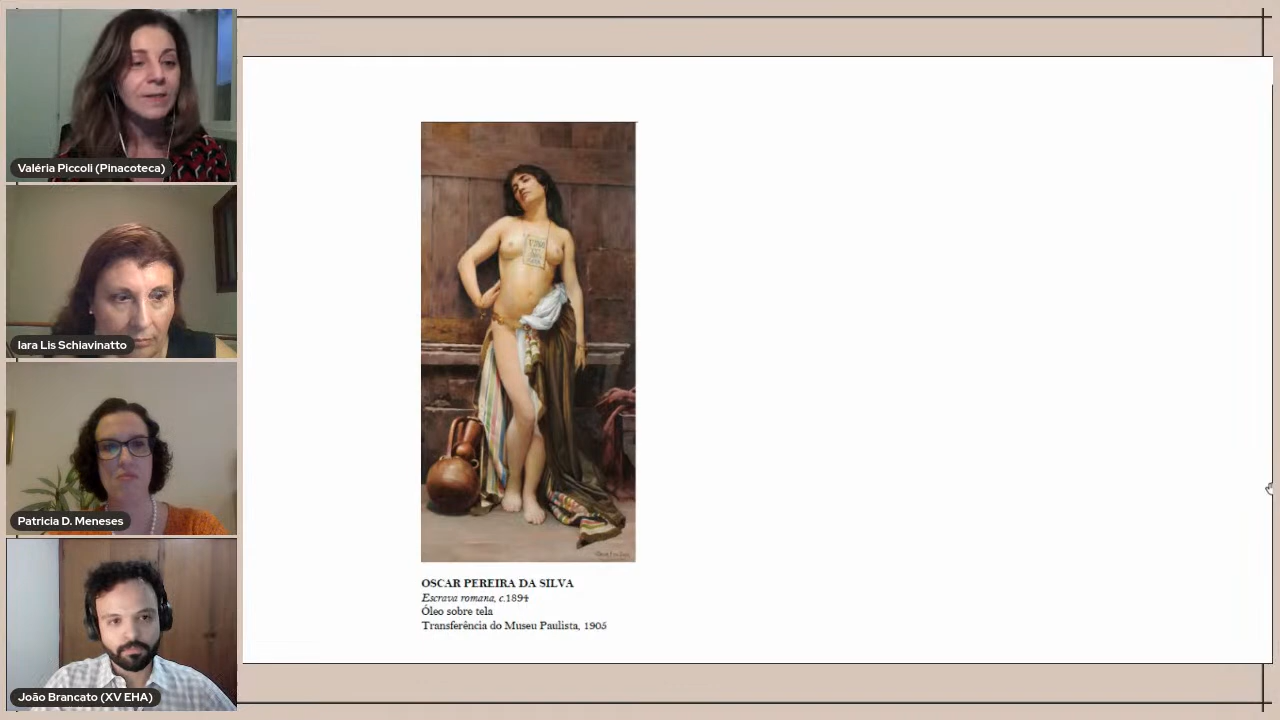 Valéria Piccoli (Pinacoteca)
Iara Lis Schiavinatto
Patricia D. Meneses
João Brancato (XV EHA)
OSCAR PEREIRA DA SILVA
Escrava romana, c.1894
Óleo sobre tela
Transferência do Museu Paulista, 1905